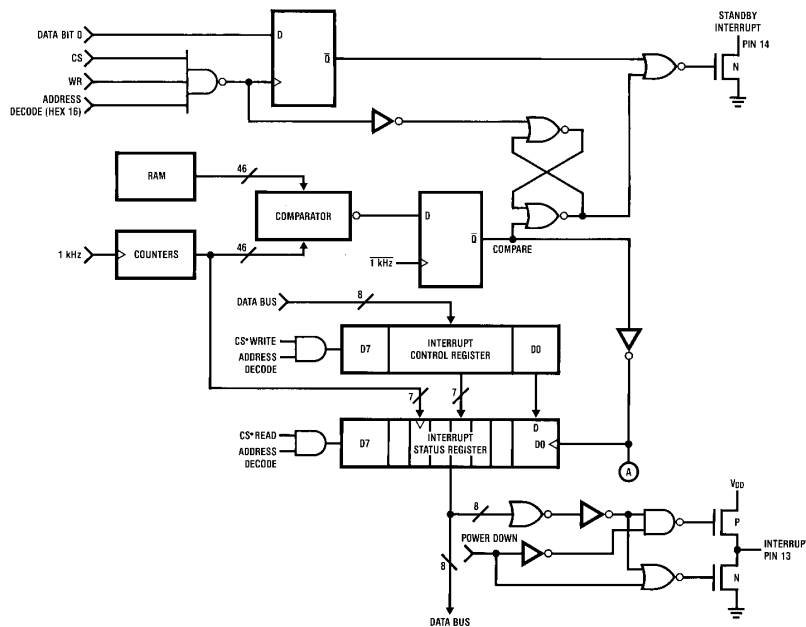 STANDBY
INTERRUPT
PIN 14
DATA BIT 0
D
Q
N
CS
WR
ADDRESS
DECODE (HEX 16)
RAM
46
COMPARATOR
D
Q
1 kHz
COUNTERS
46
1 kHz
COMPARE
DATA BUS
8
CS•WRITE
ADDRESS
DECODE
D7
INTERRUPT
CONTROL REGISTER
D0
7
7
CS•READ
ADDRESS
DECODE
D7
INTERRUPT
STATUS REGISTER
D
D0
A
8
VDD
P
POWER DOWN
INTERRUPT
PIN 13
8
N
DATA BUS